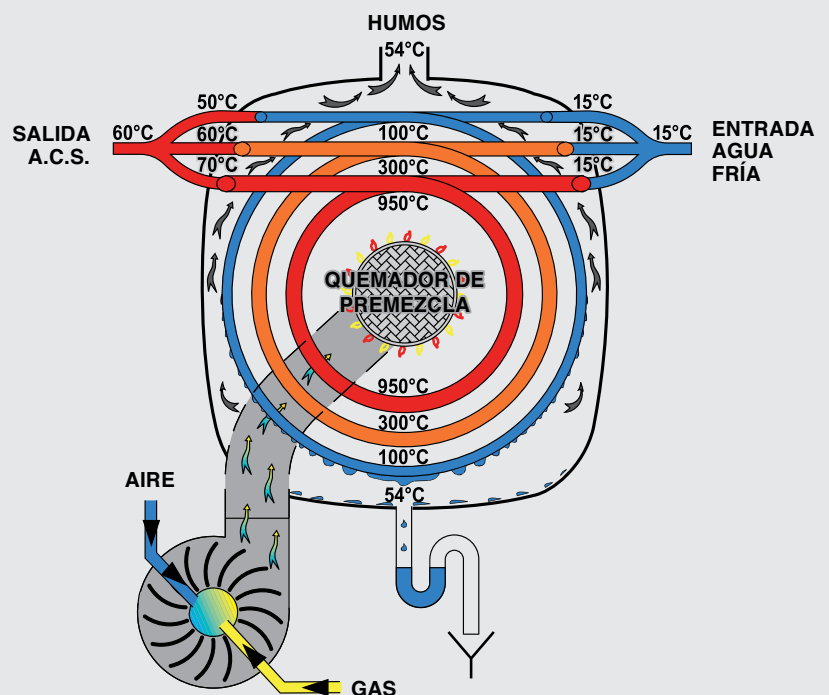 HUMOS
54°C
50°C
15°C
SALIDA
A.C.S.
60°C
60°C
100°C
15°C
15°C
ENTRADA
AGUA
FRÍA
70°C
300°C
15°C
950°C
QUEMADOR DE
PREMEZCLA
950°C
300°C
100°C
54°C
AIRE
GAS